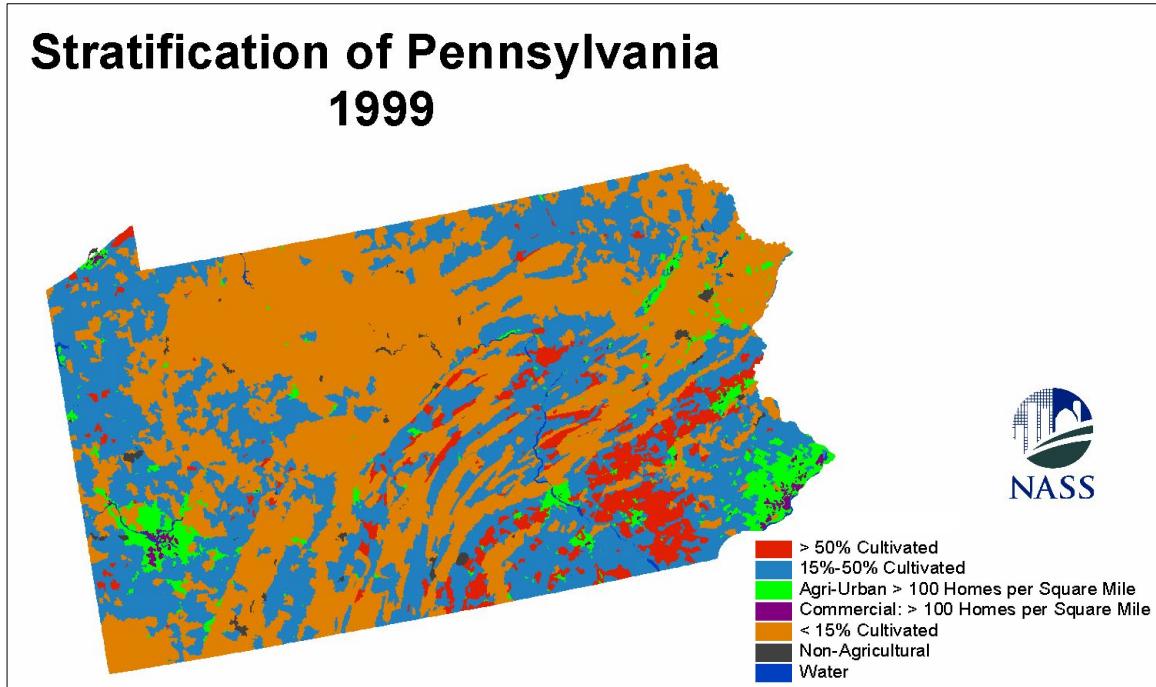 Stratification of Pennsylvania
1999
NASS
> 50% Cultivated
15%-50% Cultivated
Agri-Urban > 100 Homes per Square Mile
Commercial: > 100 Homes per Square Mile
< 15% Cultivated
Non-Agricultural
Water